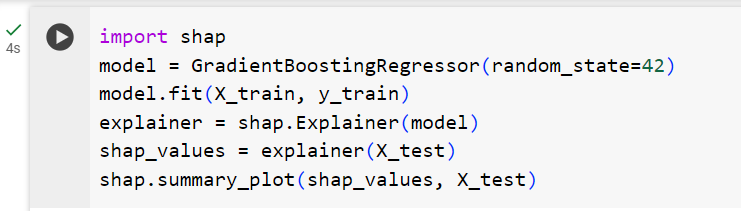 import shap
model = GradientBoostingRegressor(random_state=42)
model.fit(X_train, y_train)
explainer = shap.Explainer(model)
4s
shap_values = explainer(X_test)
shap.summary_plot(shap_values, X_test)